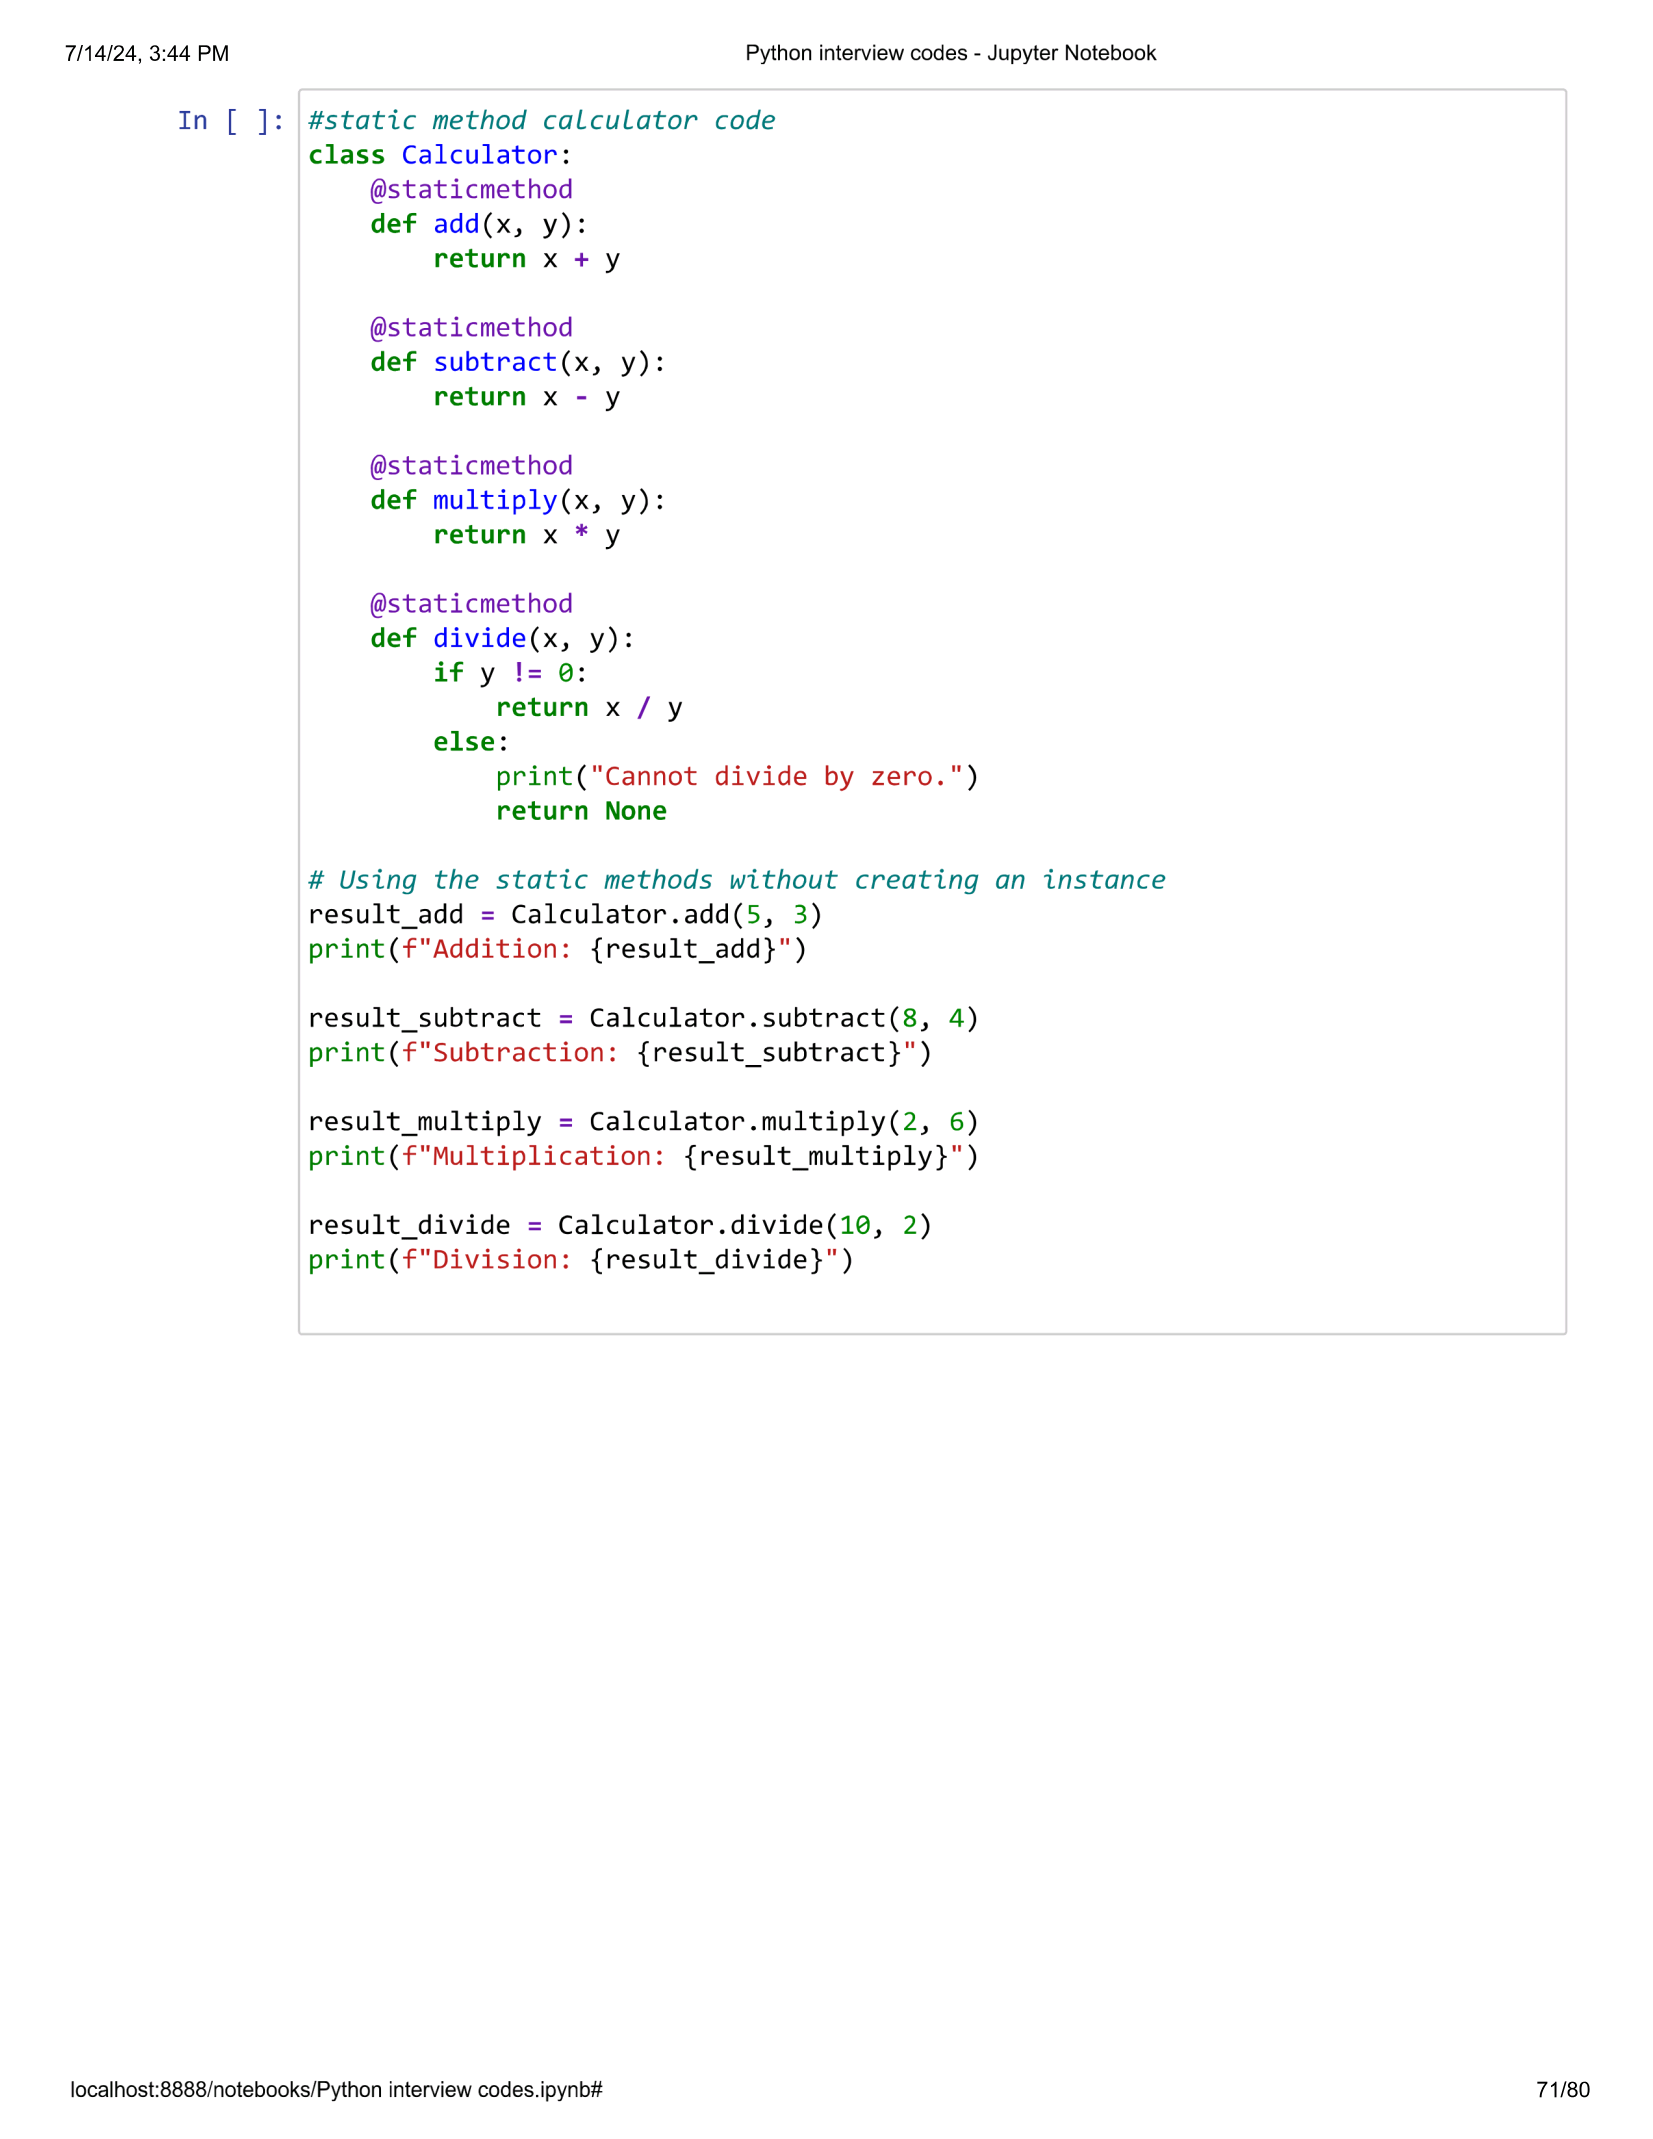 7/14/24, 3:44 PM
Python interview codes - Jupyter Notebook
In [ ]:
#static method calculator code
class Calculator:
    @staticmethod
    def add(x, y):
        return x + y

    @staticmethod
    def subtract(x, y):
        return x - y

    @staticmethod
    def multiply(x, y):
        return x * y

    @staticmethod
    def divide(x, y):
        if y != 0:
            return x / y
        else:
            print("Cannot divide by zero.")
            return None

# Using the static methods without creating an instance
result_add = Calculator.add(5, 3)
print(f"Addition: {result_add}")

result_subtract = Calculator.subtract(8, 4)
print(f"Subtraction: {result_subtract}")

result_multiply = Calculator.multiply(2, 6)
print(f"Multiplication: {result_multiply}")

result_divide = Calculator.divide(10, 2)
print(f"Division: {result_divide}")
localhost:8888/notebooks/Python interview codes.ipynb#
71/80